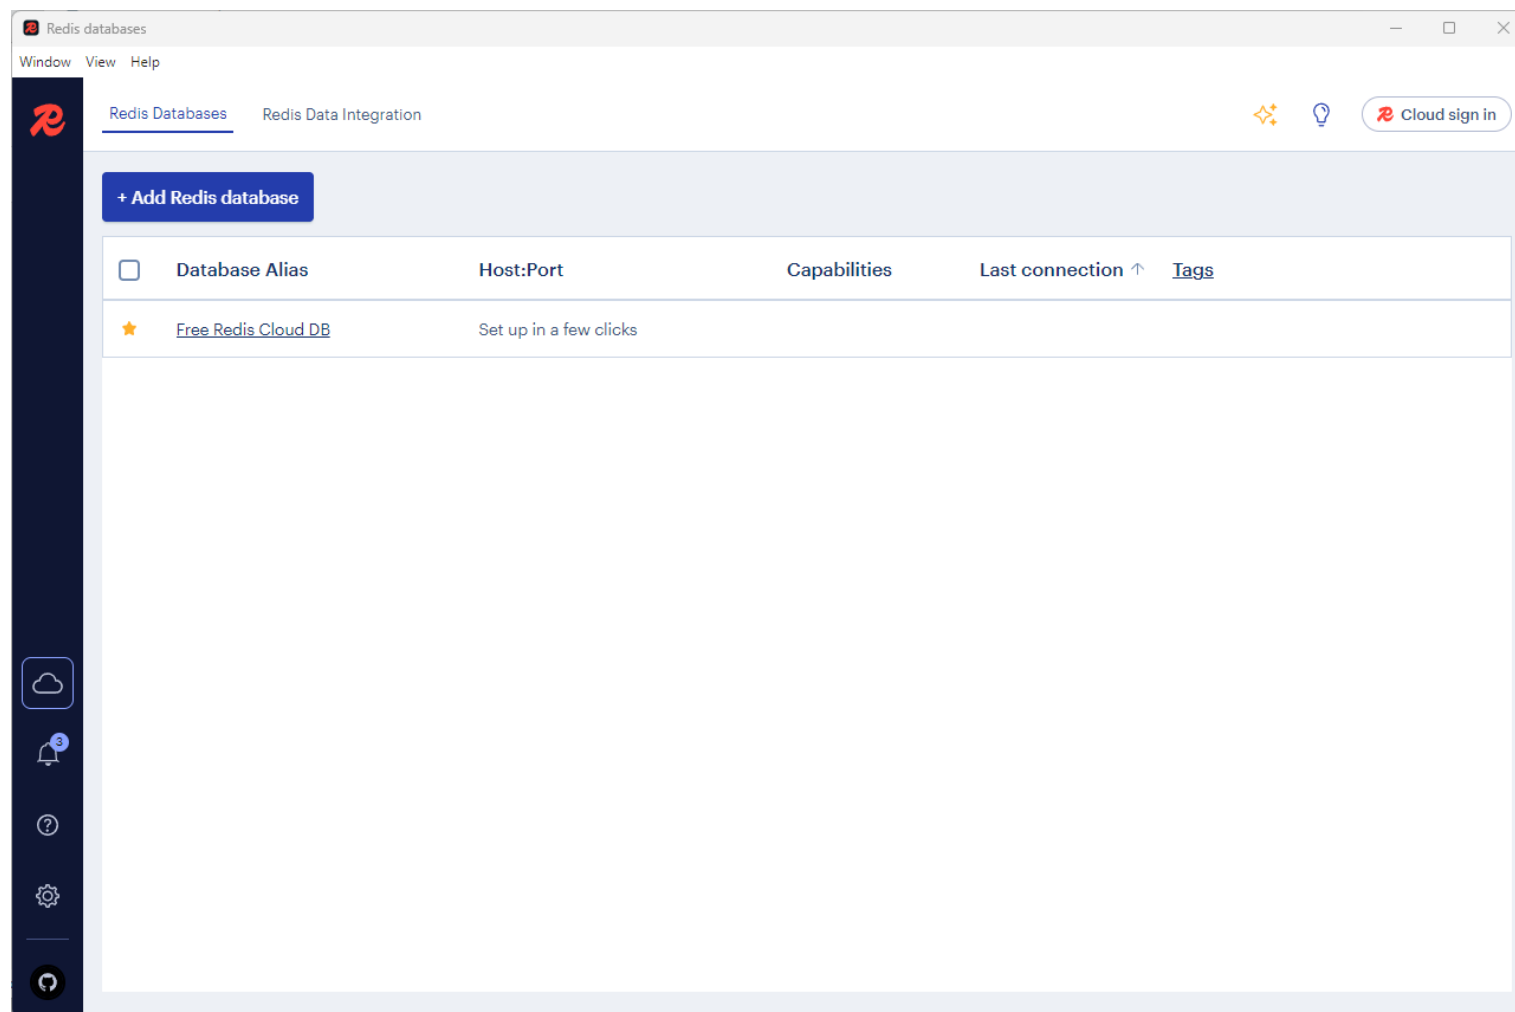 Redis databases
Window View Help
Redis Databases Redis Data Integration Cloud sign in
+ Add Redis database
Database Alias Host:Port Capabilities Last connection ↑ Tags
Free Redis Cloud DB Set up in a few clicks
3